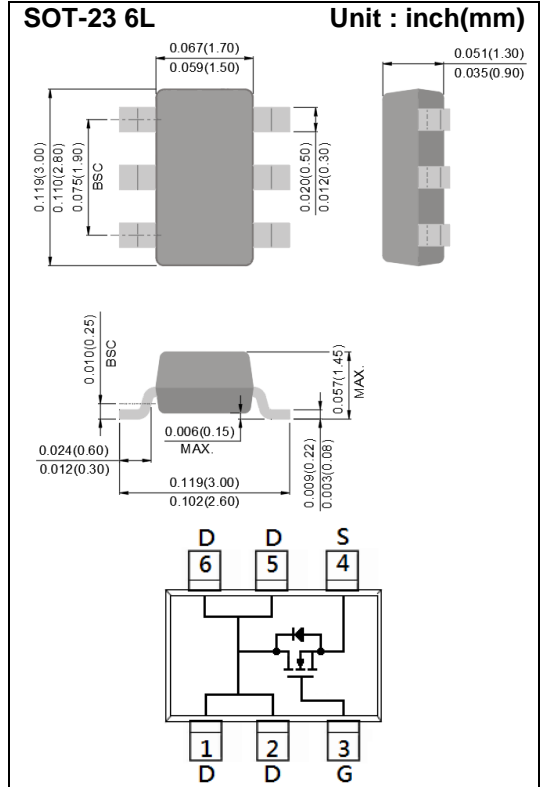 SOT-23 6L Unit : inch(mm)
0.067(1.70)
0.059(1.50)
0.051(1.30)
0.035(0.90)
0.119(3.00)
0.110(2.80)
0.075(1.90)
BSC
0.020(0.50)
0.012(0.30)
0.010(0.25)
BSC
0.057(1.45)
MAX.
0.006(0.15)
MAX.
0.024(0.60)
0.012(0.30)
0.119(3.00)
0.102(2.60)
0.009(0.22)
0.003(0.08)
D D S
6 5 4
1 2 3
D D G